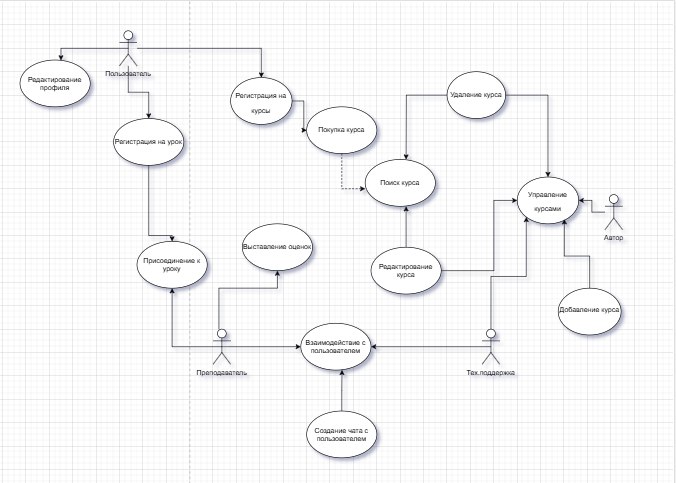 Пользователь
Редактирование
профиля
Регистрация на
курсы
Удаление курса
Покупка курса
Регистрация на урок
Поиск курса
Управление
курсами
Автор
Выставление оценок
Присоединение к
уроку
Редактирование
курса
Добавление курса
Взаимодействие с
пользователем
Преподаватель
Тех.поддержка
Создание чата с
пользователем